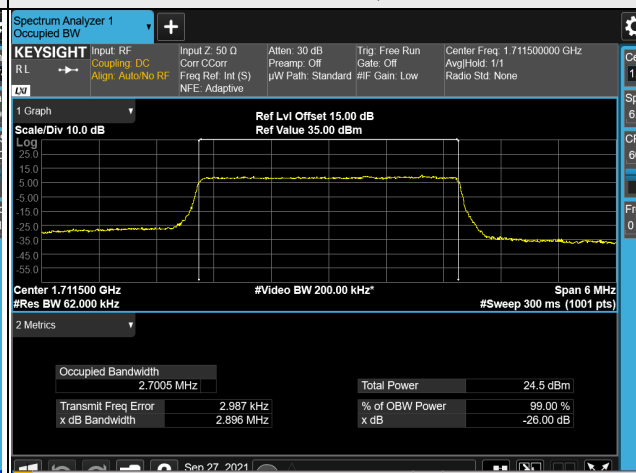 Spectrum Analyzer 1
Occupied BW
KEYSIGHT
R L
LXI
Input: RF
Coupling: DC
Align: Auto/No RF
Input Z: 50 Ω
Corr CCorr
Freq Ref: Int (S)
NFE: Adaptive
Atten: 30 dB
Preamp: Off
µW Path: Standard
Trig: Free Run
Gate: Off
#IF Gain: Low
Center Freq: 1.711500000 GHz
Avg|Hold: 1/1
Radio Std: None
1 Graph
Scale/Div 10.0 dB
Ref Lvl Offset 15.00 dB
Ref Value 35.00 dBm
Log
25.0
15.0
5.00
-5.00
-15.0
-25.0
-35.0
-45.0
-55.0
Center 1.711500 GHz
#Video BW 200.00 kHz*
Span 6 MHz
#Res BW 62.000 kHz
#Sweep 300 ms (1001 pts)
2 Metrics
Occupied Bandwidth
2.7005 MHz
Total Power 24.5 dBm
Transmit Freq Error 2.987 kHz
% of OBW Power 99.00 %
x dB Bandwidth 2.896 MHz
x dB -26.00 dB
Sep 27, 2021